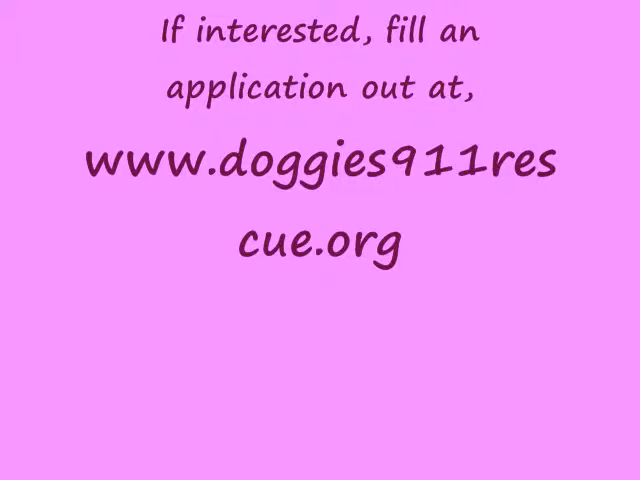 If interested, fill an
application out at,
www.doggies911res
cue.org